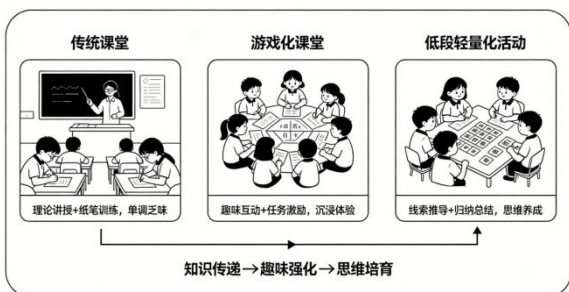 传统课堂
游戏化课堂
低段轻量化活动
理论讲授+纸笔训练，单调乏味
趣味互动+任务激励，沉浸体验
线索推导+归纳总结，思维养成
知识传递→趣味强化→思维培育